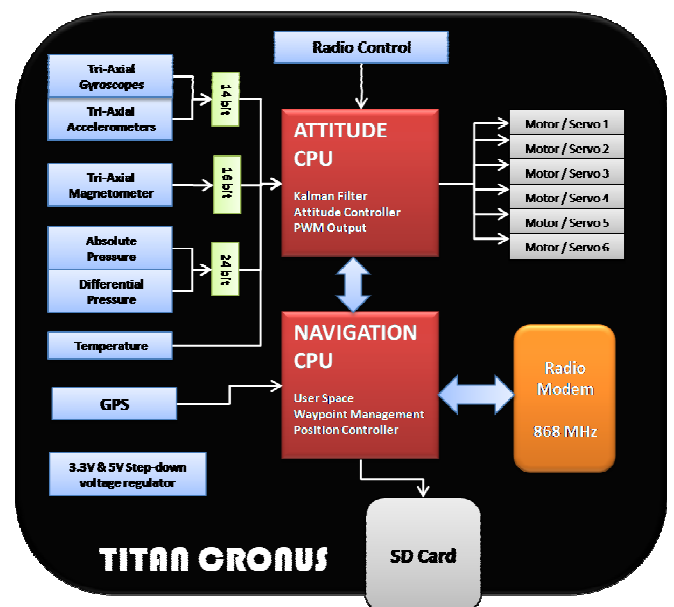 Radio Control
Tri-Axial
Gyroscopes
Tri-Axial
Accelerometers
14 bit
ATTITUDE
CPU
Kalman Filter
Attitude Controller
PWM Output
Motor / Servo 1
Motor / Servo 2
Motor / Servo 3
Motor / Servo 4
Motor / Servo 5
Motor / Servo 6
Tri-Axial
Magnetometer
16 bit
Absolute
Pressure
Differential
Pressure
24 bit
Temperature
NAVIGATION
CPU
User Space
Waypoint Management
Position Controller
Radio
Modem
868 MHz
GPS
3.3V & 5V Step-down
voltage regulator
SD Card
TITAN CRONUS